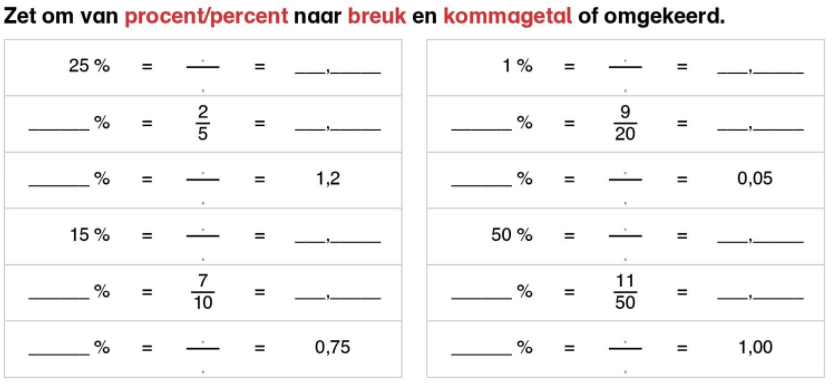 Zet om van procent/percent naar breuk en kommagetal of omgekeerd.
25 % = — = ___,_____
_____ % = 2/5 = ___,_____
_____ % = — = 1,2
15 % = — = ___,_____
_____ % = 7/10 = ___,_____
_____ % = — = 0,75
1 % = — = ___,_____
_____ % = 9/20 = ___,_____
_____ % = — = 0,05
50 % = — = ___,_____
_____ % = 11/50 = ___,_____
_____ % = — = 1,00